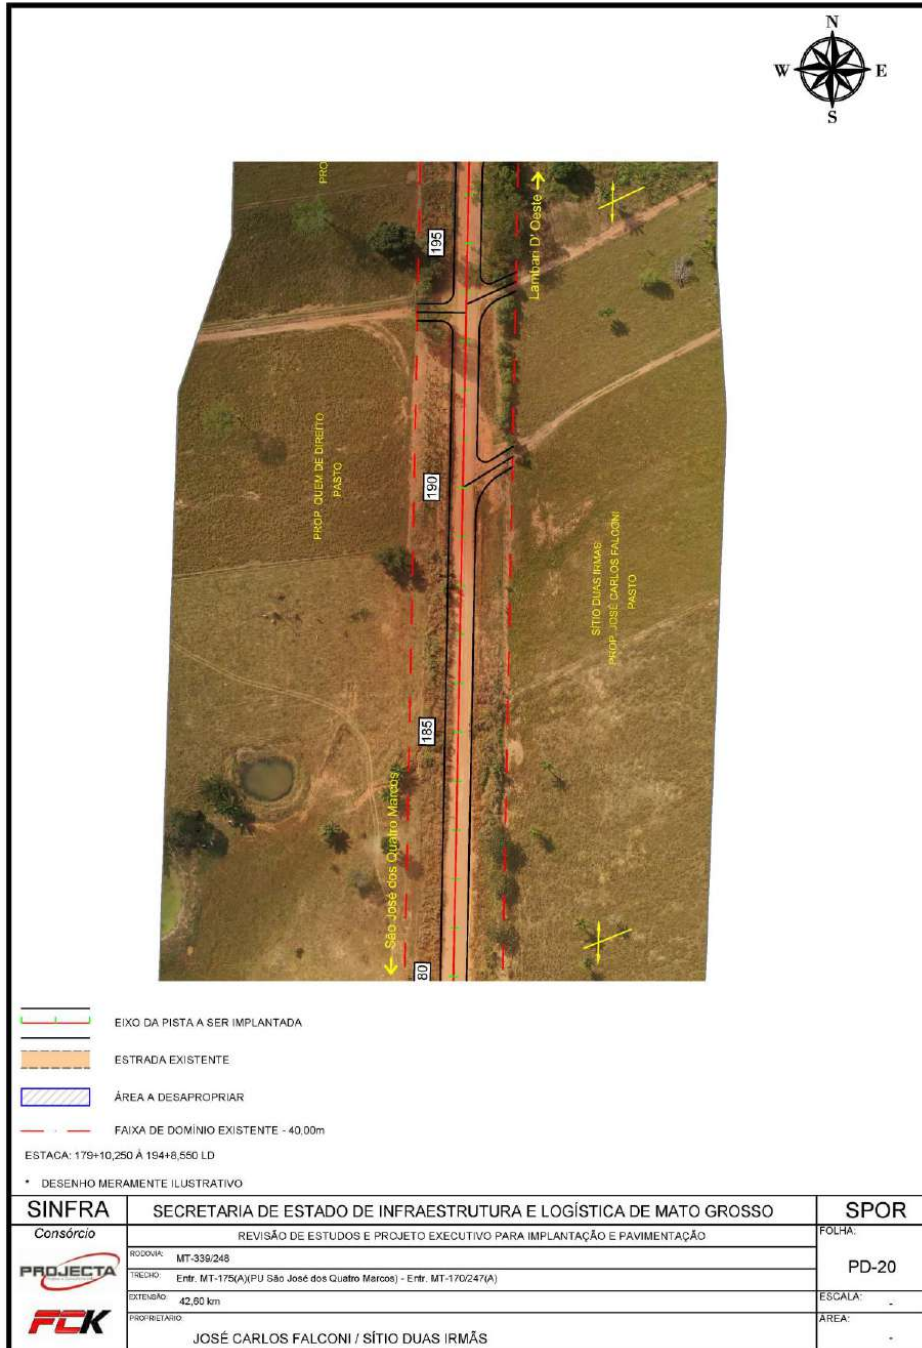 N
W E
S
PRO
Lamban D' Oeste →
195
PROP. QUEM DE DIREITO
PASTO
190
SÍTIO DUAS IRMAS
PROP. JOSÉ CARLOS FALCONI
PASTO
185
← São José dos Quatro Marcos
80
EIXO DA PISTA A SER IMPLANTADA
ESTRADA EXISTENTE
ÁREA A DESAPROPRIAR
FAIXA DE DOMÍNIO EXISTENTE - 40,00m
ESTACA: 179+10,250 À 194+8,550 LD
* DESENHO MERAMENTE ILUSTRATIVO
SINFRA
SECRETARIA DE ESTADO DE INFRAESTRUTURA E LOGÍSTICA DE MATO GROSSO
SPOR
Consórcio
REVISÃO DE ESTUDOS E PROJETO EXECUTIVO PARA IMPLANTAÇÃO E PAVIMENTAÇÃO
FOLHA:
PD-20
PROJECTA
RODOVIA: MT-339/248
TRECHO: Entr. MT-175(A)(PU São José dos Quatro Marcos) - Entr. MT-170/247(A)
EXTENSÃO: 42,60 km
ESCALA: -
FCK
PROPRIETÁRIO:
JOSÉ CARLOS FALCONI / SÍTIO DUAS IRMÃS
ÁREA:
-